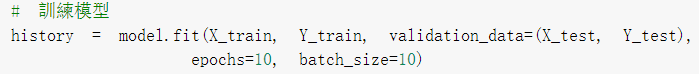 # 訓練模型
history = model.fit(X_train, Y_train, validation_data=(X_test, Y_test),
epochs=10, batch_size=10)